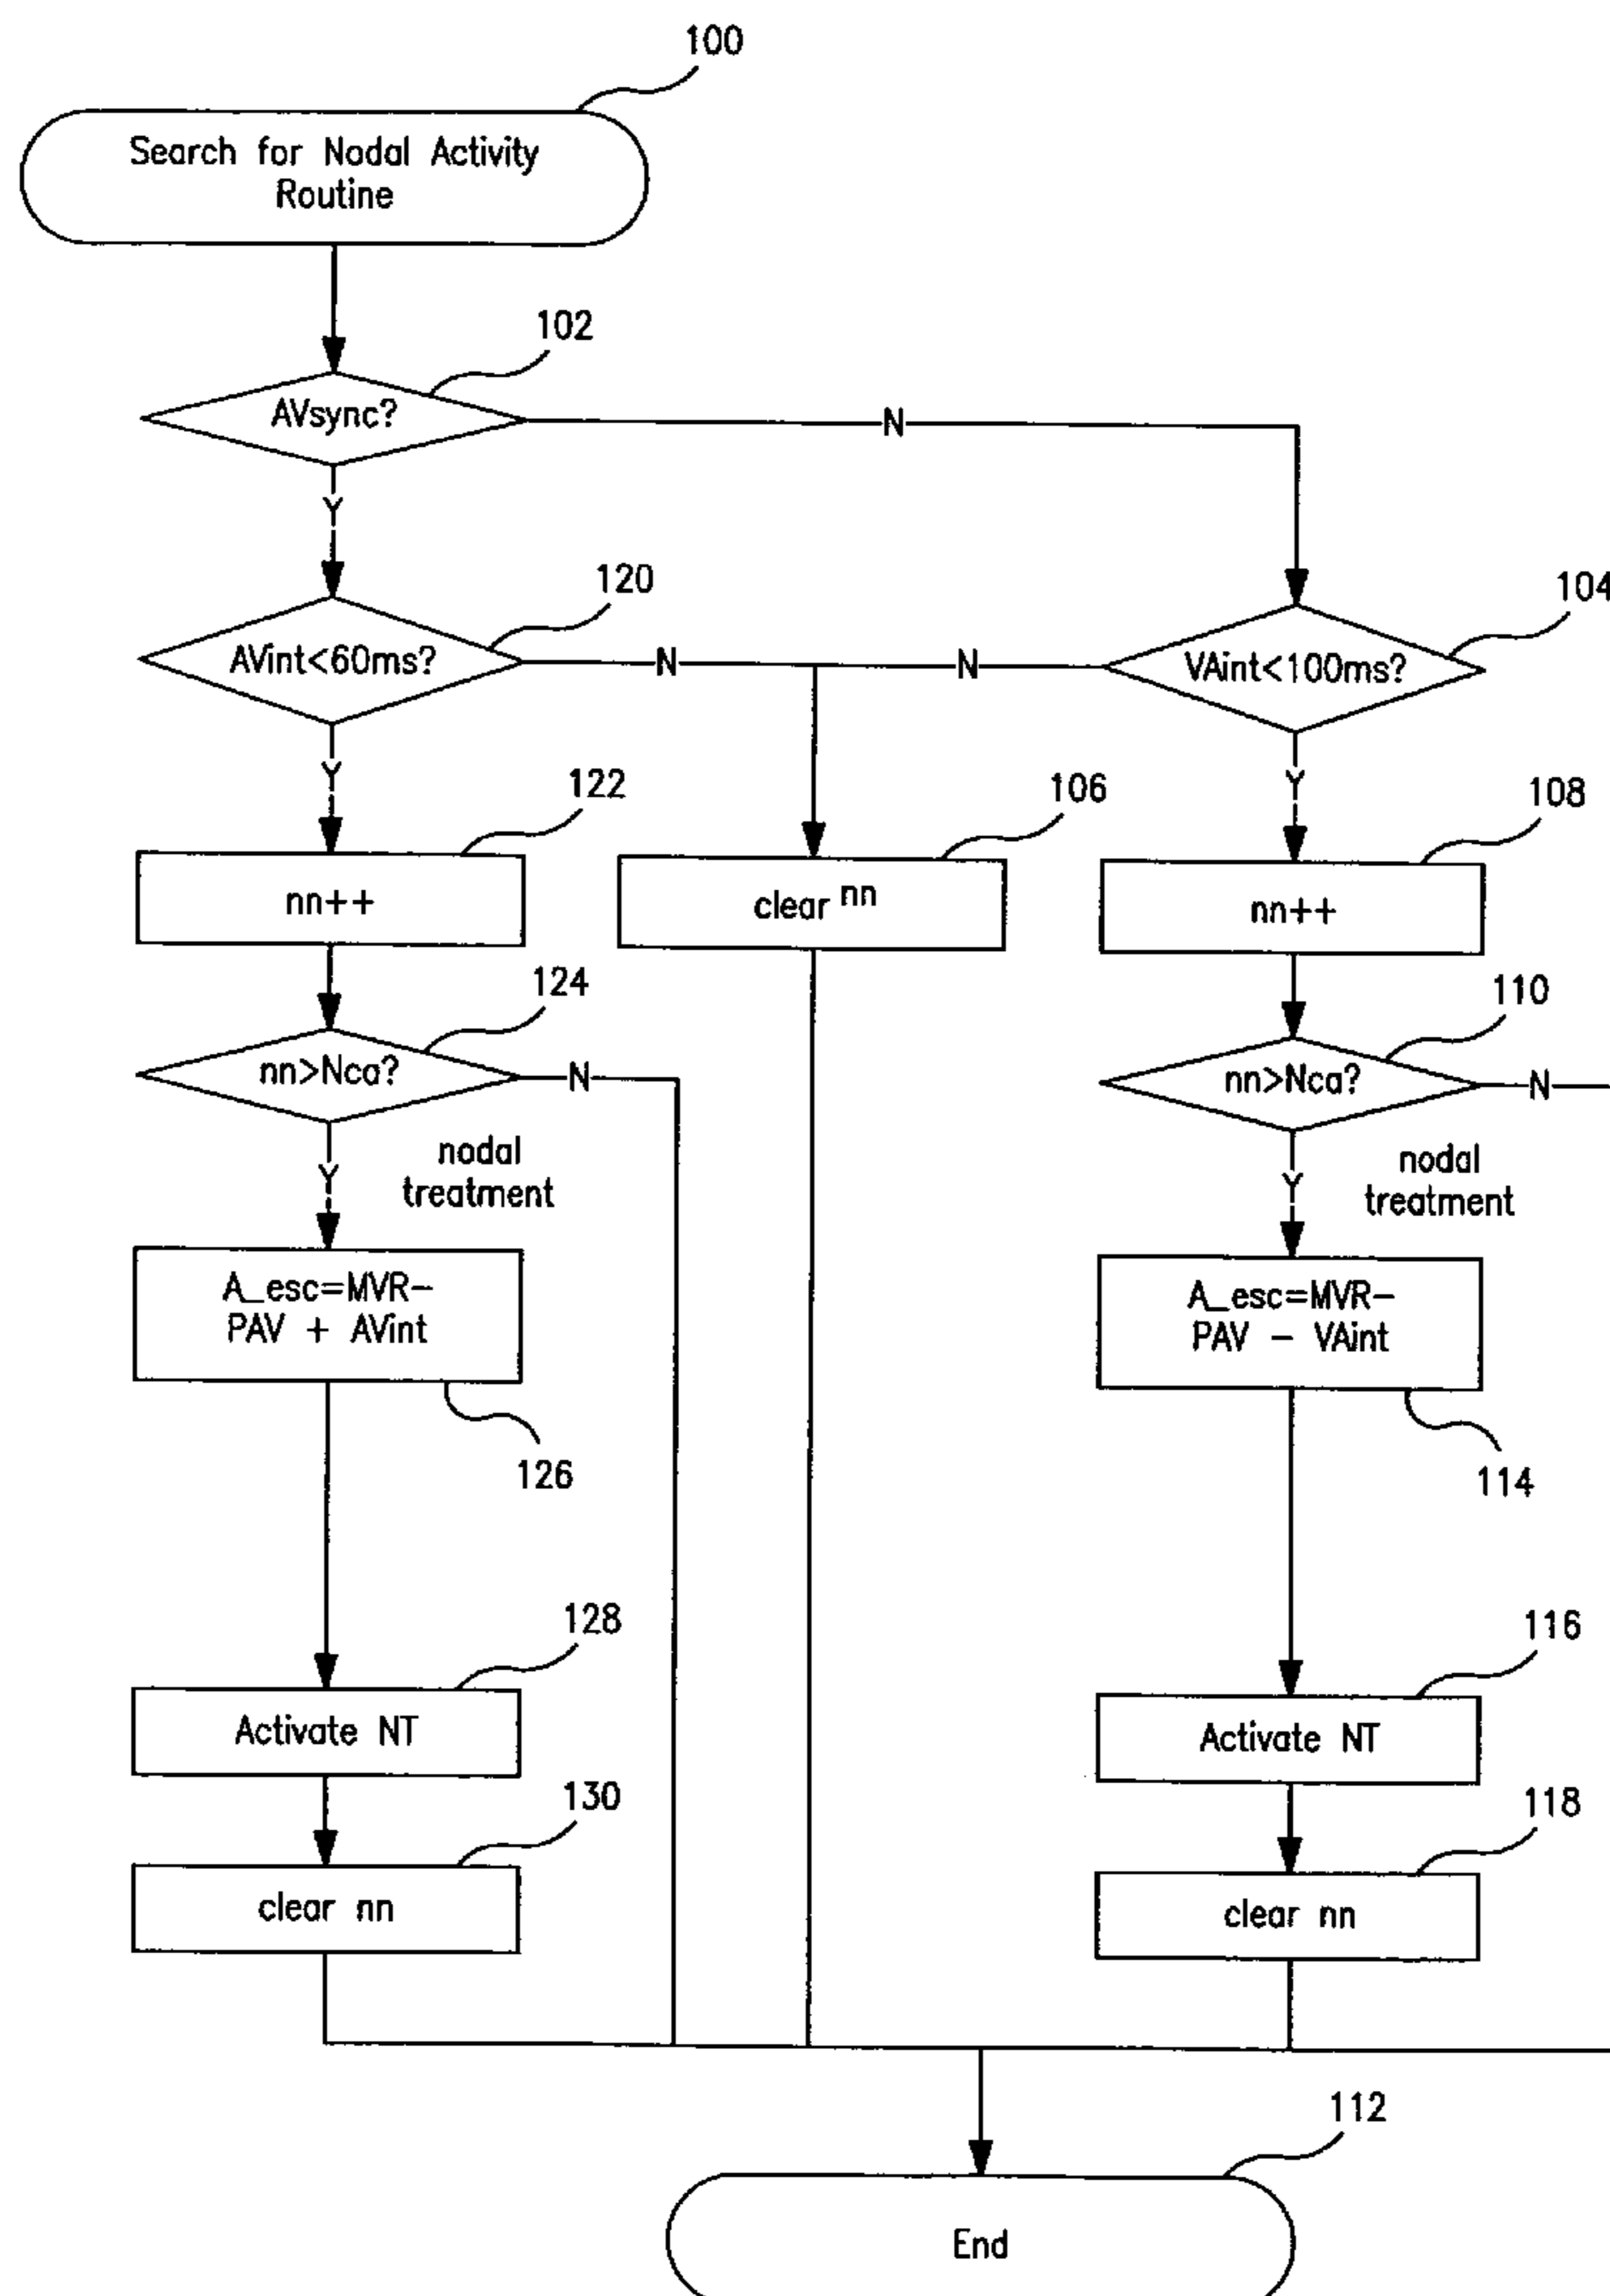 100
Search for Nodal Activity
Routine
102
AVsync?
N
Y
120
104
AVint<60ms?
N
N
VAint<100ms?
Y
Y
122
106
108
nn++
clear nn
nn++
124
110
nn>Nca?
N
nn>Nca?
N
Y
nodal
treatment
Y
nodal
treatment
A_esc=MVR-
PAV + AVint
A_esc=MVR-
PAV - VAint
126
114
128
116
Activate NT
Activate NT
130
118
clear nn
clear nn
112
End